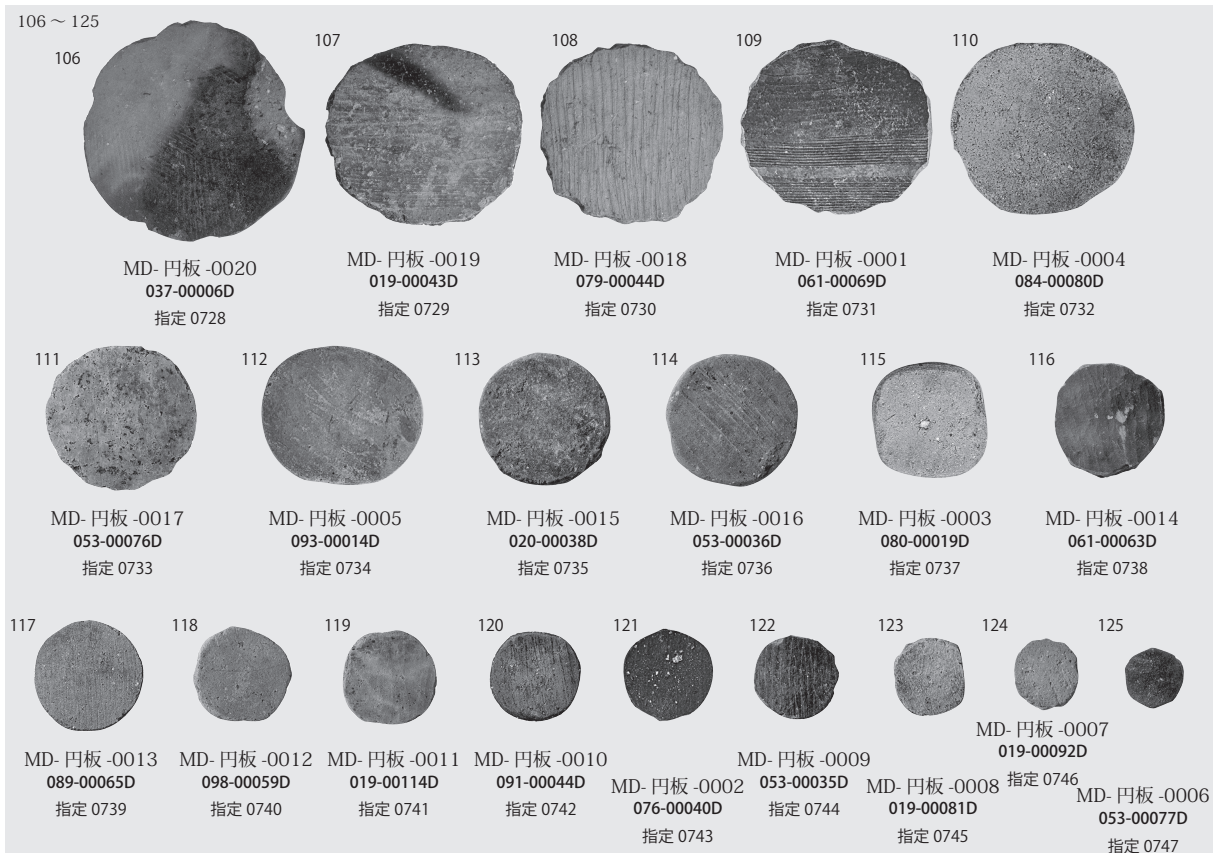 106 ～ 125
106
MD- 円板 -0020
037-00006D
指定 0728
107
MD- 円板 -0019
019-00043D
指定 0729
108
MD- 円板 -0018
079-00044D
指定 0730
109
MD- 円板 -0001
061-00069D
指定 0731
110
MD- 円板 -0004
084-00080D
指定 0732
111
MD- 円板 -0017
053-00076D
指定 0733
112
MD- 円板 -0005
093-00014D
指定 0734
113
MD- 円板 -0015
020-00038D
指定 0735
114
MD- 円板 -0016
053-00036D
指定 0736
115
MD- 円板 -0003
080-00019D
指定 0737
116
MD- 円板 -0014
061-00063D
指定 0738
117
MD- 円板 -0013
089-00065D
指定 0739
118
MD- 円板 -0012
098-00059D
指定 0740
119
MD- 円板 -0011
019-00114D
指定 0741
120
MD- 円板 -0010
091-00044D
指定 0742
121
MD- 円板 -0002
076-00040D
指定 0743
122
MD- 円板 -0009
053-00035D
指定 0744
123
MD- 円板 -0008
019-00081D
指定 0745
124
MD- 円板 -0007
019-00092D
指定 0746
125
MD- 円板 -0006
053-00077D
指定 0747